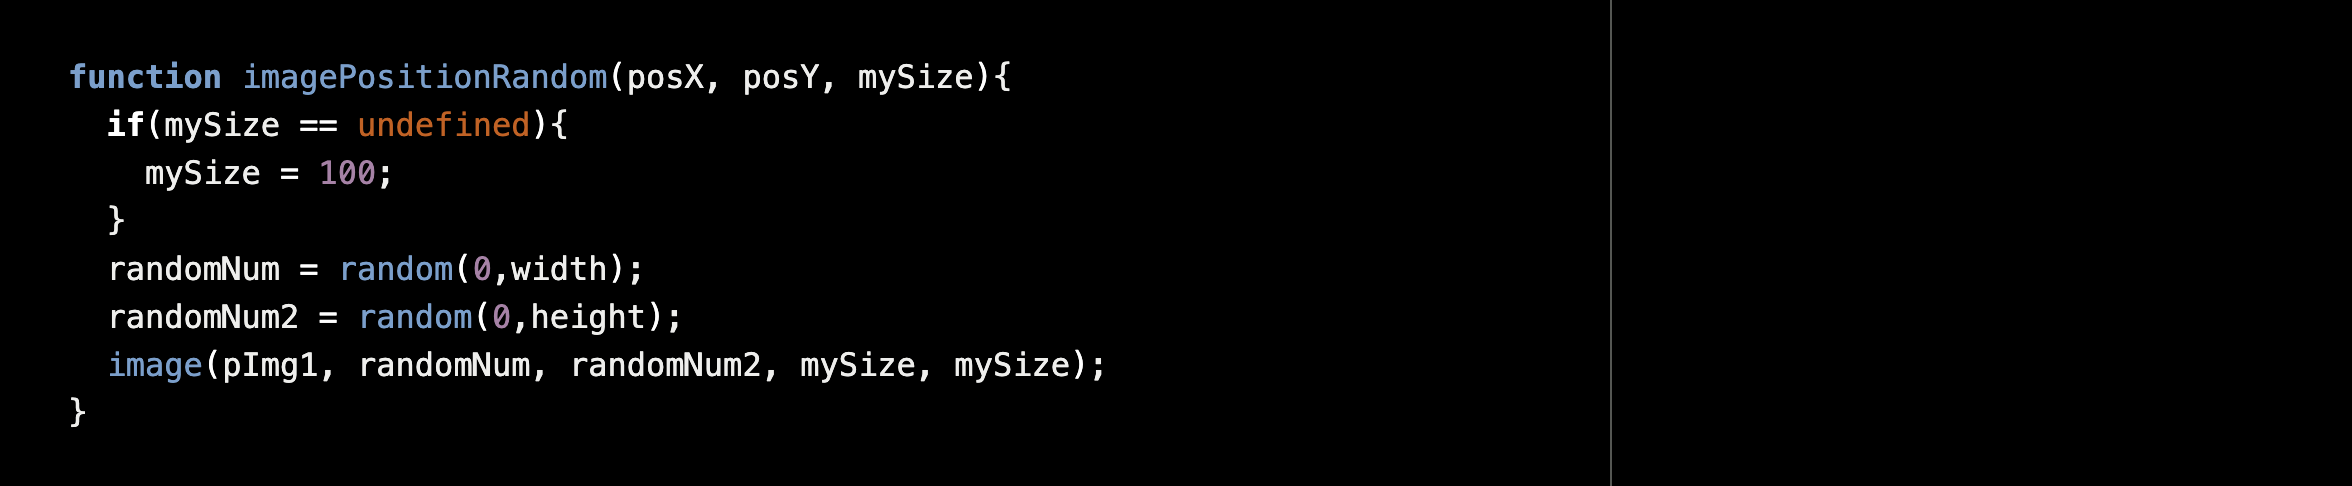 function imagePositionRandom(posX, posY, mySize){
  if(mySize == undefined){
    mySize = 100;
  }
  randomNum = random(0,width);
  randomNum2 = random(0,height);
  image(pImg1, randomNum, randomNum2, mySize, mySize);
}